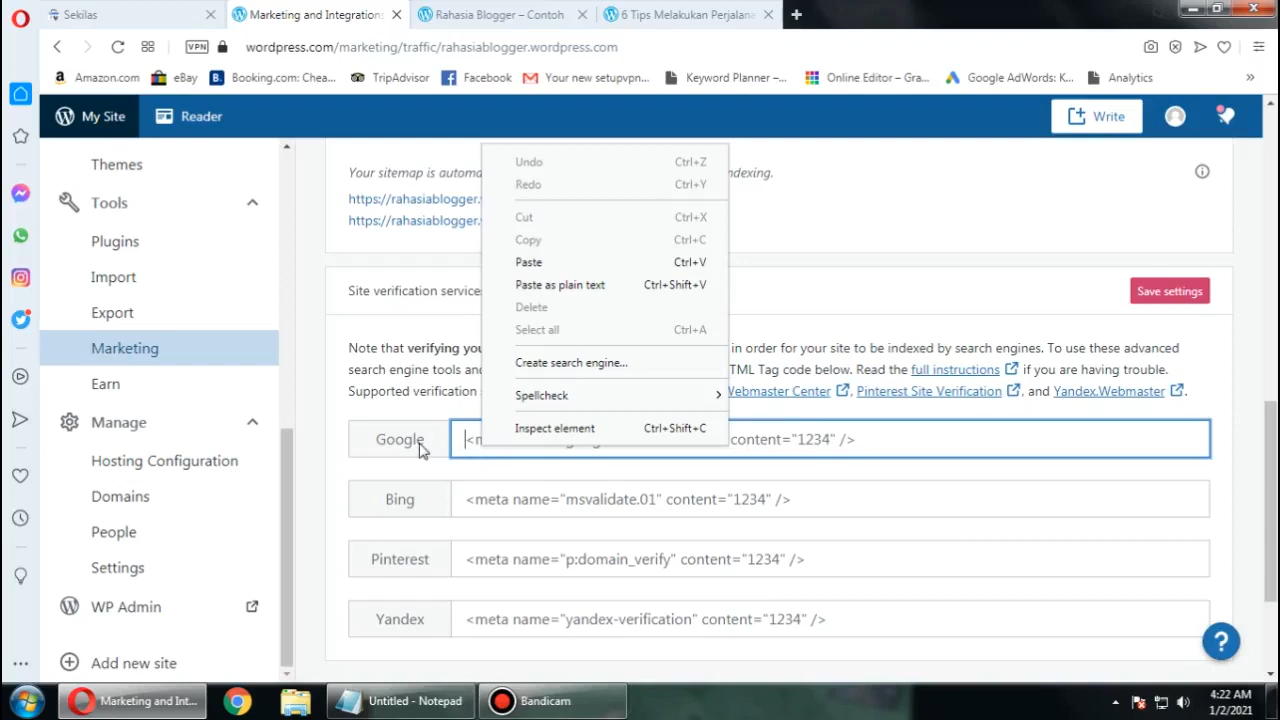 Sekilas
Marketing and Integrations
Rahasia Blogger – Contoh
6 Tips Melakukan Perjalana
VPN
wordpress.com/marketing/traffic/rahasiablogger.wordpress.com
Amazon.com
eBay
Booking.com: Chea...
TripAdvisor
Facebook
Your new setupvpn...
Keyword Planner –...
Online Editor – Gra...
Google AdWords: K...
Analytics
My Site
Reader
Write
Themes
Tools
Plugins
Import
Export
Marketing
Earn
Manage
Hosting Configuration
Domains
People
Settings
WP Admin
Add new site
Your sitemap is automa
ndexing.
https://rahasiablogger.
https://rahasiablogger.
Site verification services
Save settings
Note that verifying you in order for your site to be indexed by search engines. To use these advanced
search engine tools and TML Tag code below. Read the full instructions if you are having trouble.
Supported verification Webmaster Center, Pinterest Site Verification, and Yandex.Webmaster.
Undo Ctrl+Z
Redo Ctrl+Y
Cut Ctrl+X
Copy Ctrl+C
Paste Ctrl+V
Paste as plain text Ctrl+Shift+V
Delete
Select all Ctrl+A
Create search engine...
Spellcheck
Inspect element Ctrl+Shift+C
Google content="1234" />
Bing <meta name="msvalidate.01" content="1234" />
Pinterest <meta name="p:domain_verify" content="1234" />
Yandex <meta name="yandex-verification" content="1234" />
?
Marketing and Int...
Untitled - Notepad
Bandicam
4:22 AM
1/2/2021